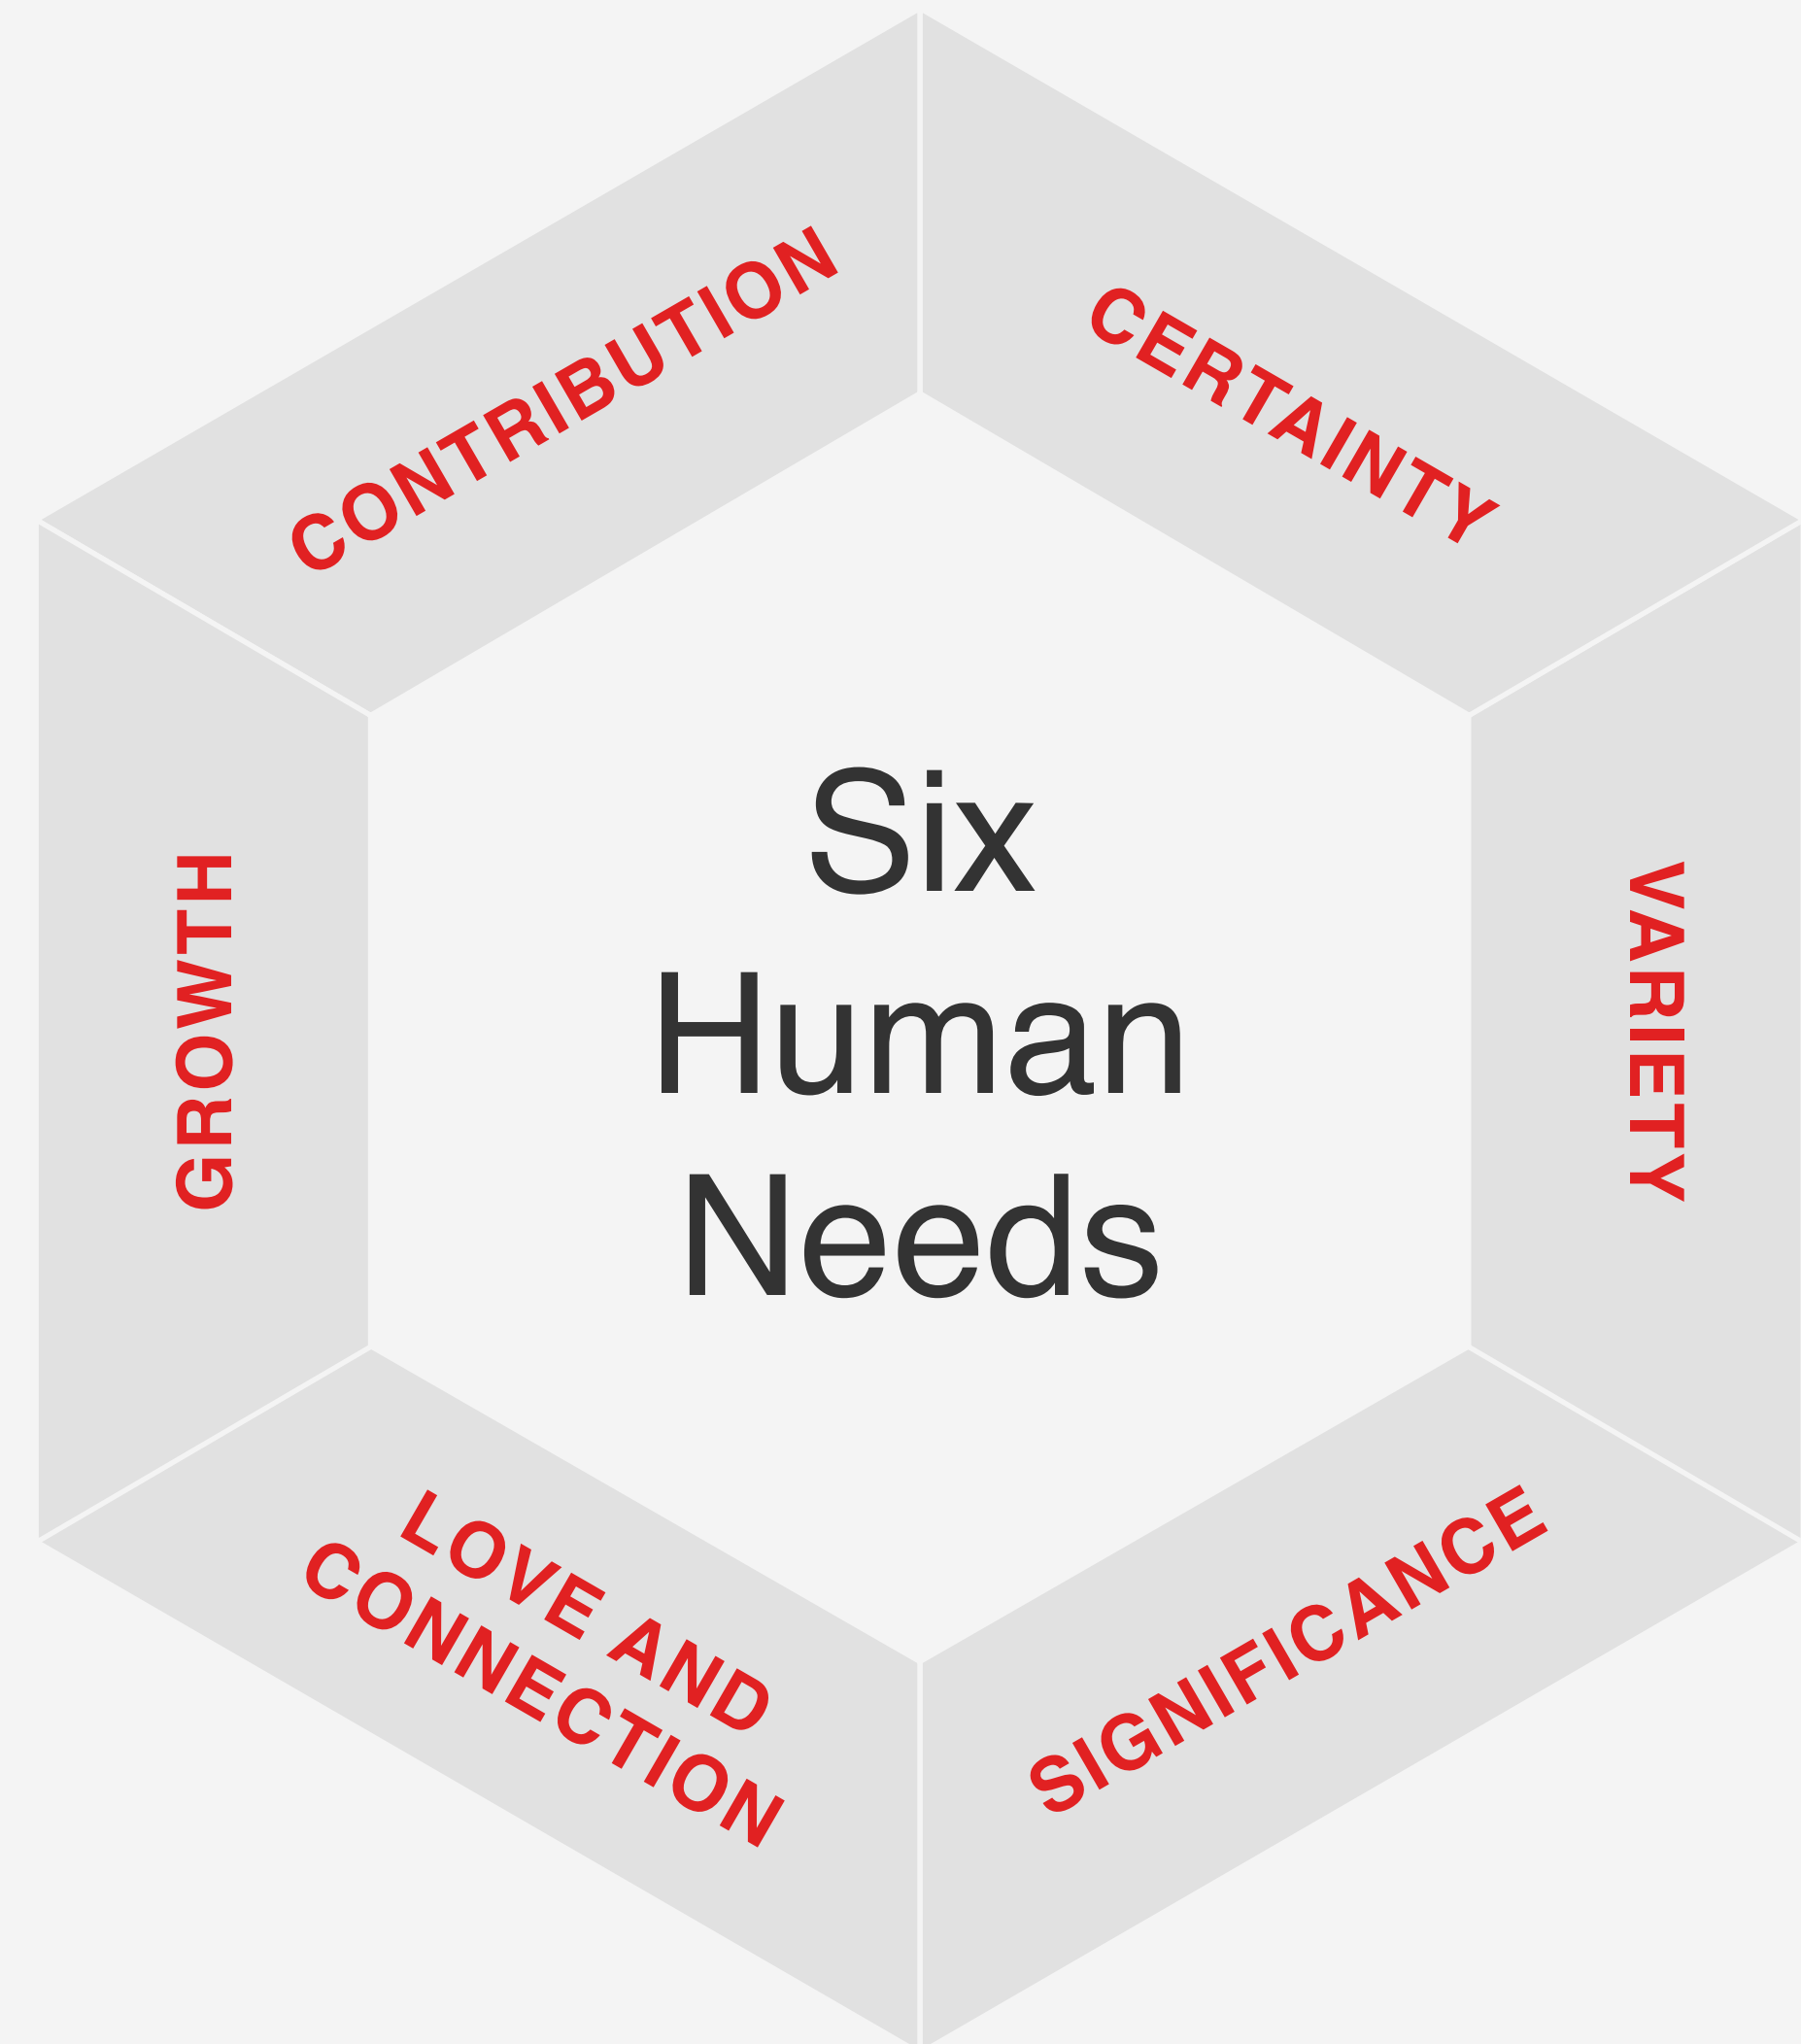 CONTRIBUTION
CERTAINTY
Six
Human
Needs
GROWTH
VARIETY
LOVE AND
CONNECTION
SIGNIFICANCE